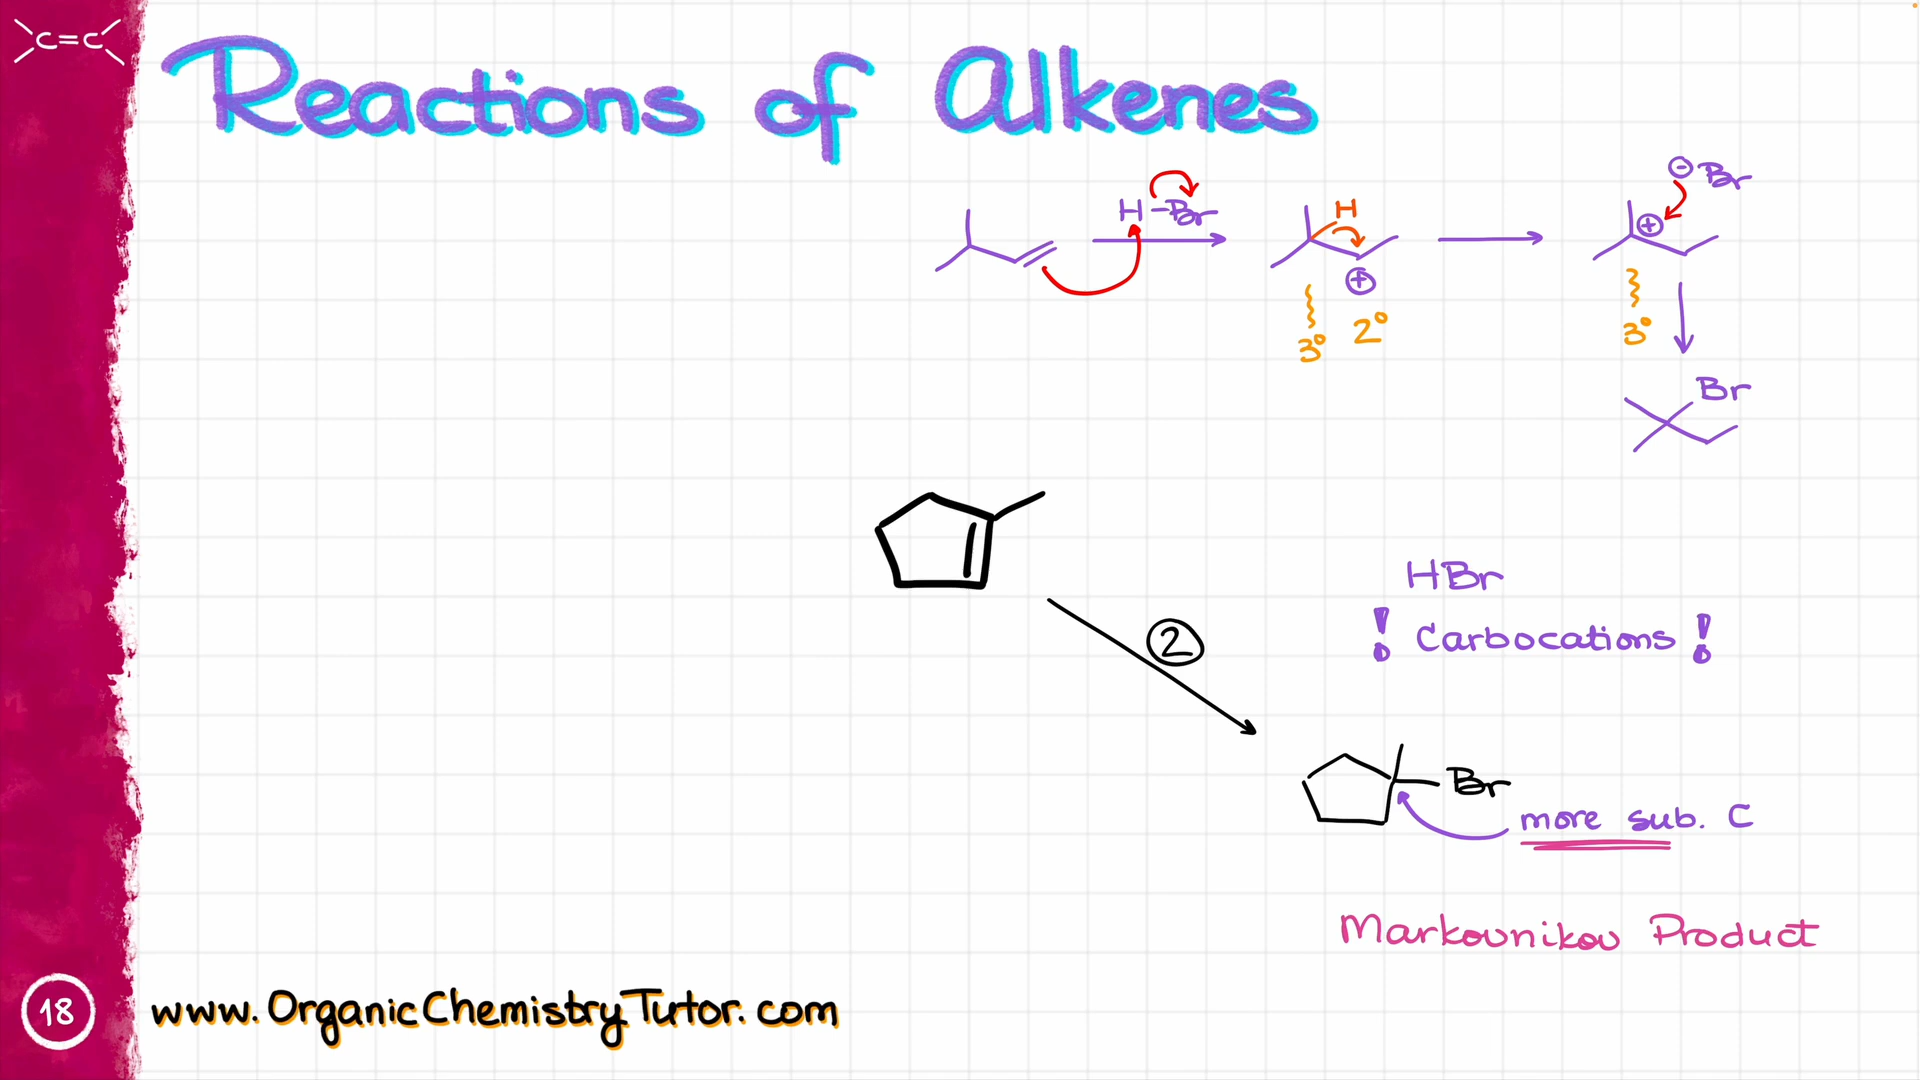 C=C
Reactions of Alkenes
H-Br
H
⊕
3° 2°
⊖ Br
⊕
3°
Br
2
HBr
! Carbocations !
Br
more sub. C
Markovnikov Product
18
www.OrganicChemistryTutor.com